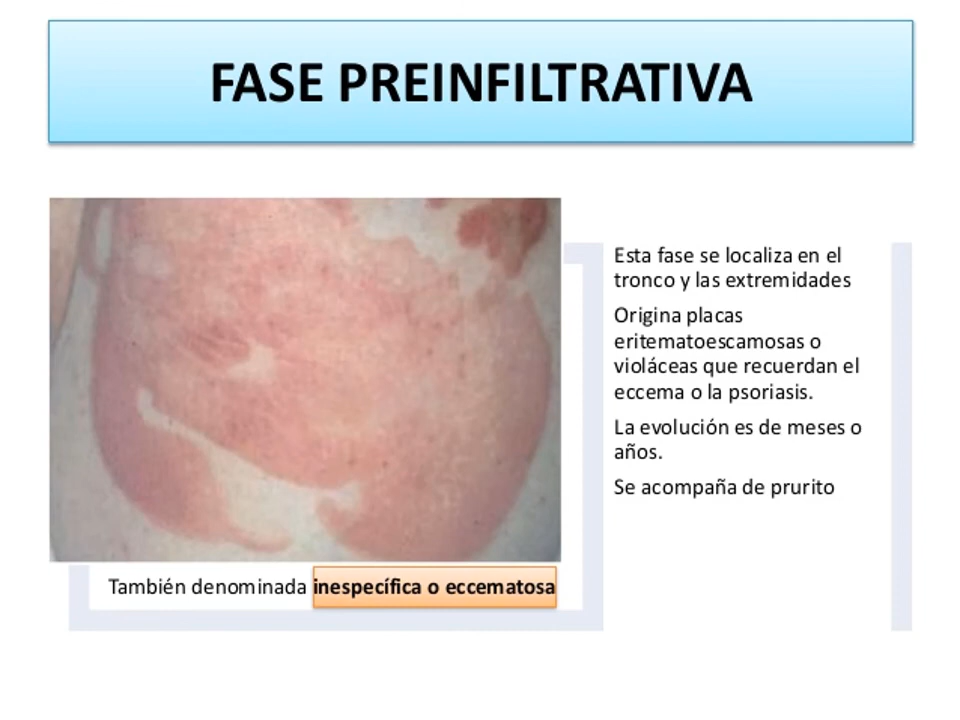 FASE PREINFILTRATIVA
Esta fase se localiza en el
tronco y las extremidades
Origina placas
eritematoescamosas o
violáceas que recuerdan el
eccema o la psoriasis.
La evolución es de meses o
años.
Se acompaña de prurito
También denominada inespecífica o eccematosa